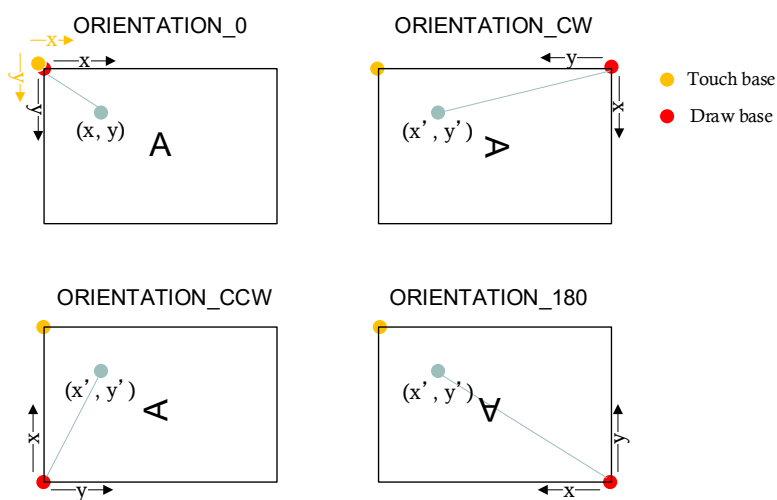 ORIENTATION_0
x
x
y
y
(x, y)
A
ORIENTATION_CW
y
x
(x’, y’)
A
Touch base
Draw base
ORIENTATION_CCW
(x’, y’)
A
x
y
ORIENTATION_180
(x’, y’)
A
y
x